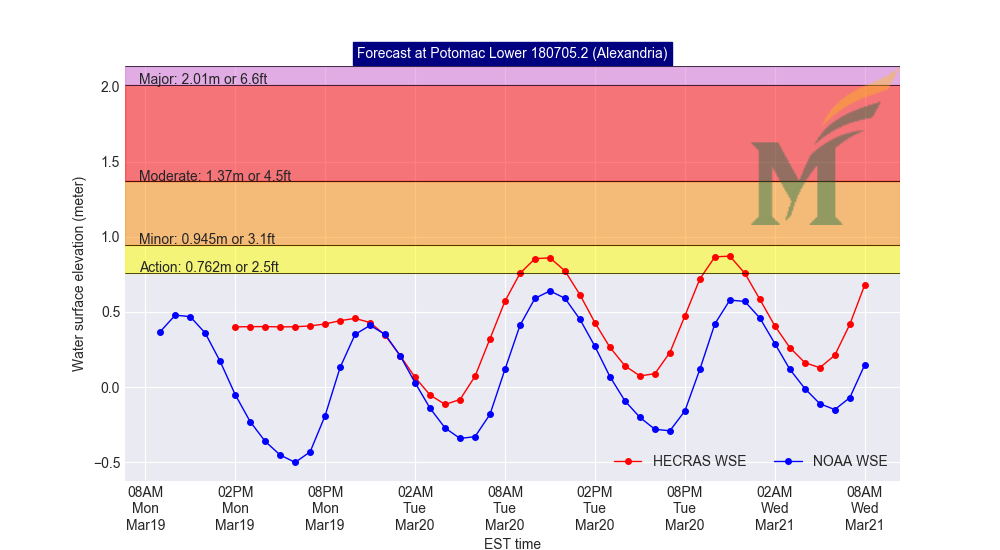 Forecast at Potomac Lower 180705.2 (Alexandria)
Major: 2.01m or 6.6ft
Moderate: 1.37m or 4.5ft
Minor: 0.945m or 3.1ft
Action: 0.762m or 2.5ft
Water surface elevation (meter)
2.0
1.5
1.0
0.5
0.0
−0.5
M
HECRAS WSE NOAA WSE
08AM 02PM 08PM 02AM 08AM 02PM 08PM 02AM 08AM
Mon Mon Mon Tue Tue Tue Tue Wed Wed
Mar19 Mar19 Mar19 Mar20 Mar20 Mar20 Mar20 Mar21 Mar21
EST time